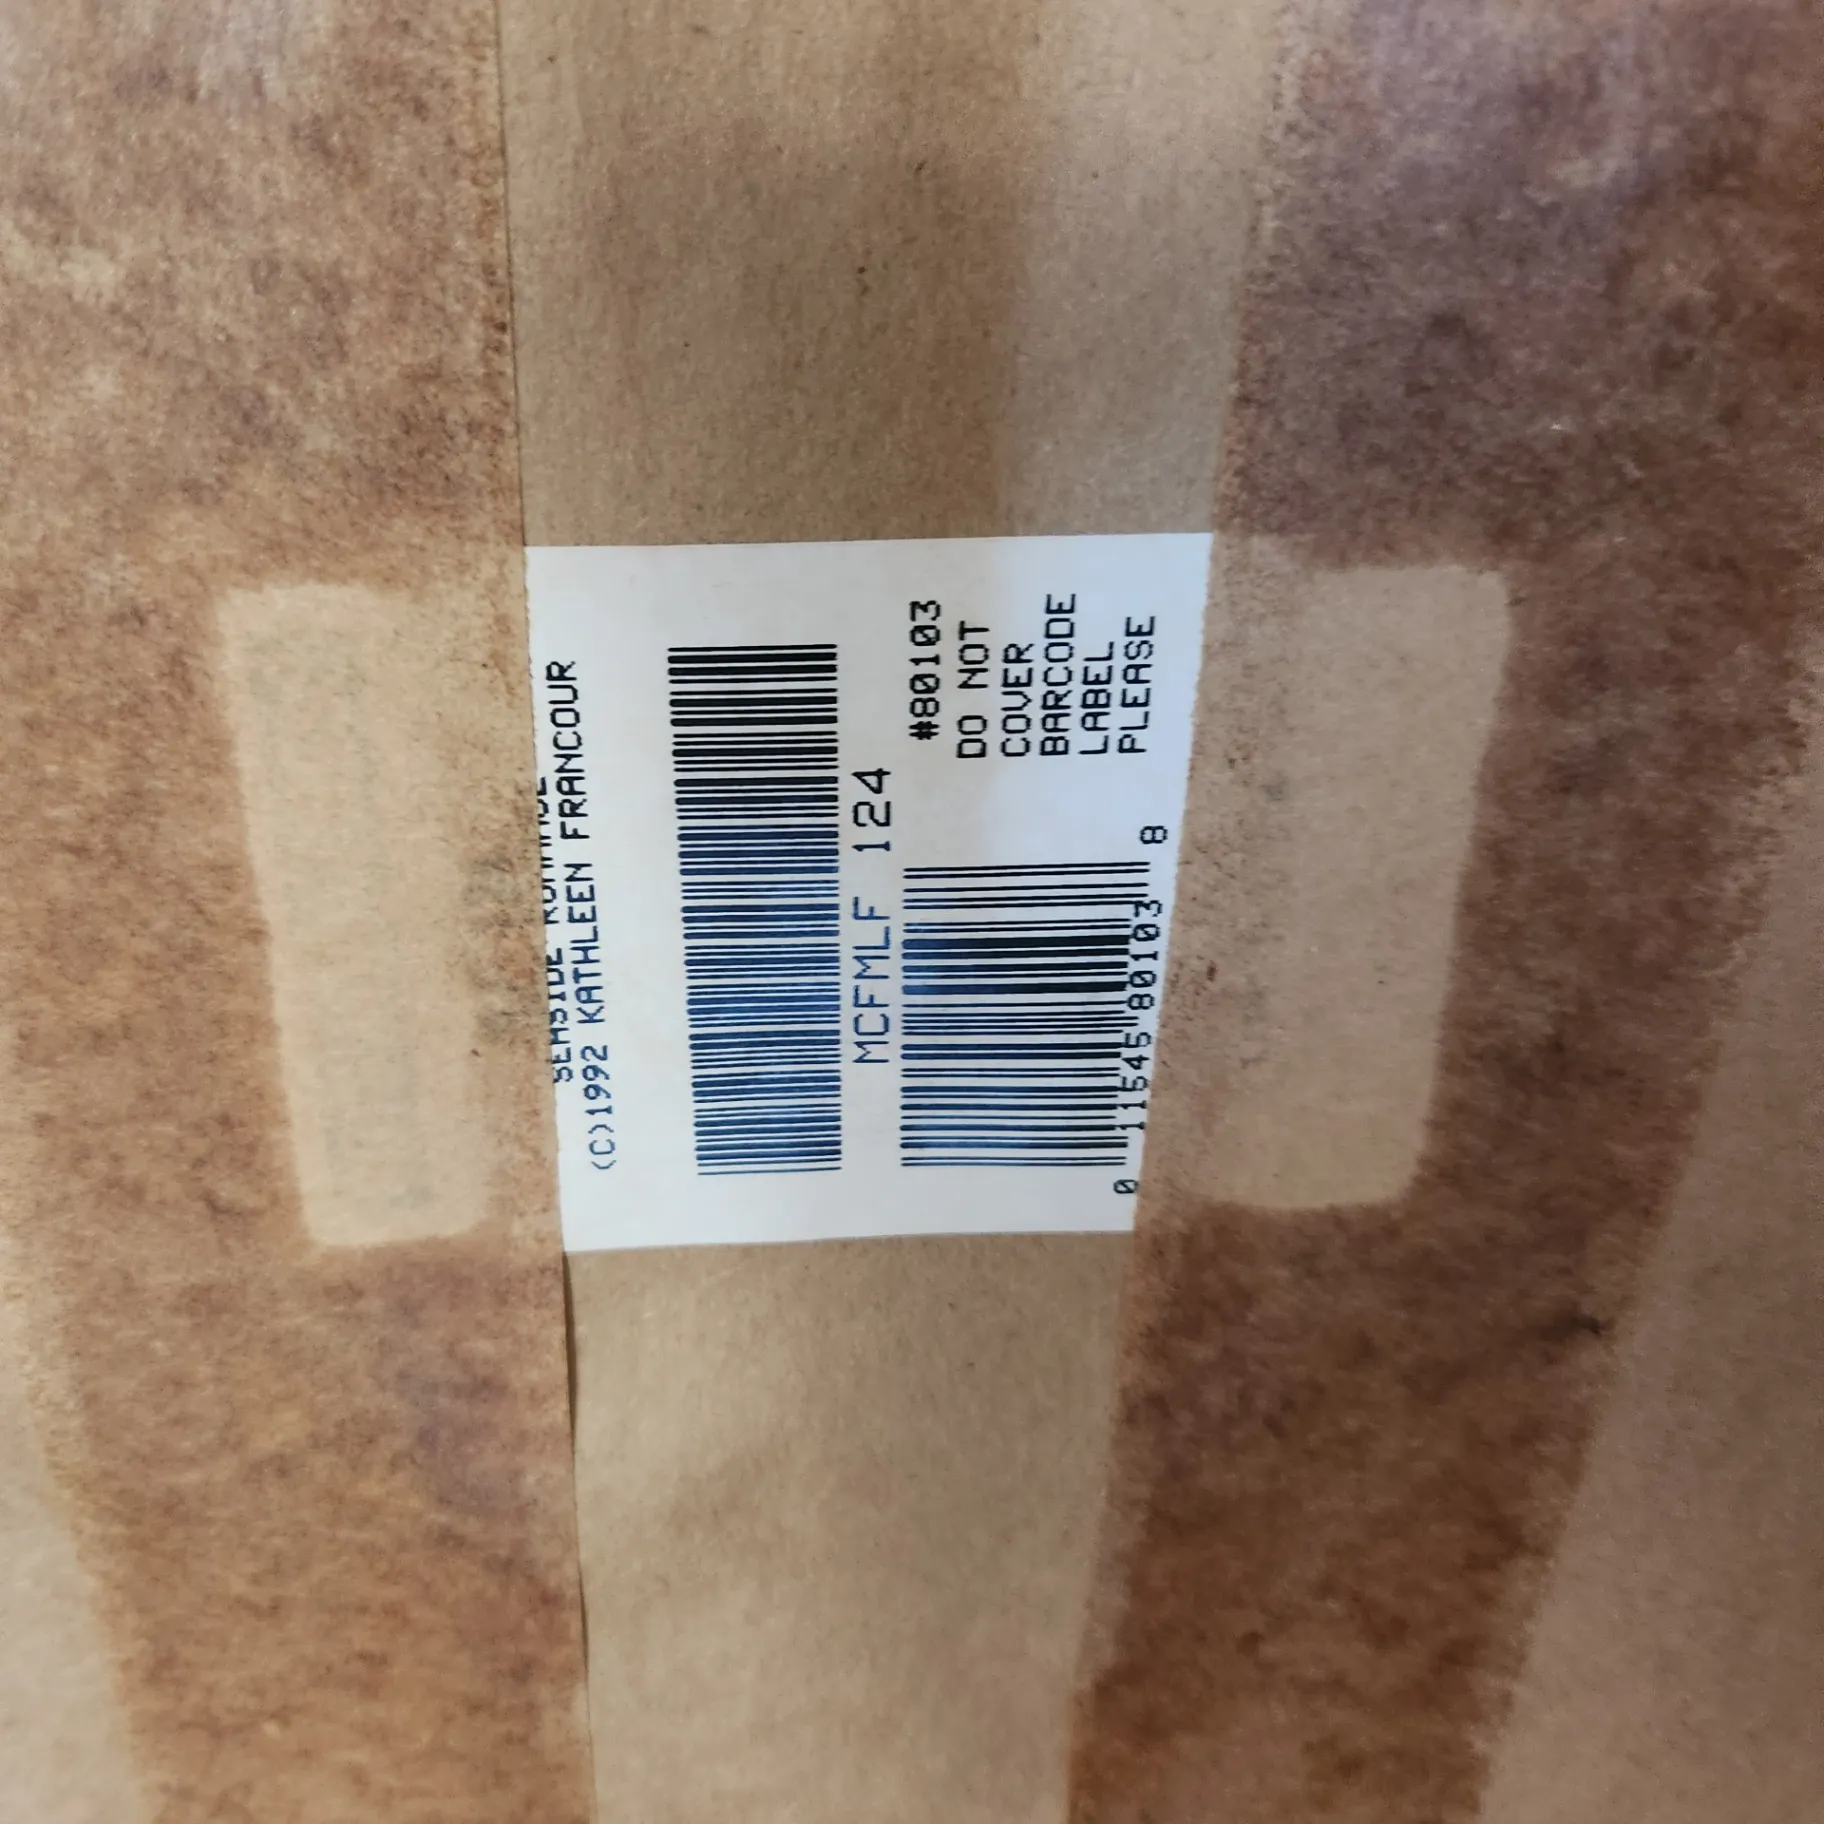 SEASIDE ROMANCE
(C)1992 KATHLEEN FRANCOUR
MCFMLF 124
#80103
DO NOT
COVER
BARCODE
LABEL
PLEASE
0 11545 80103 8